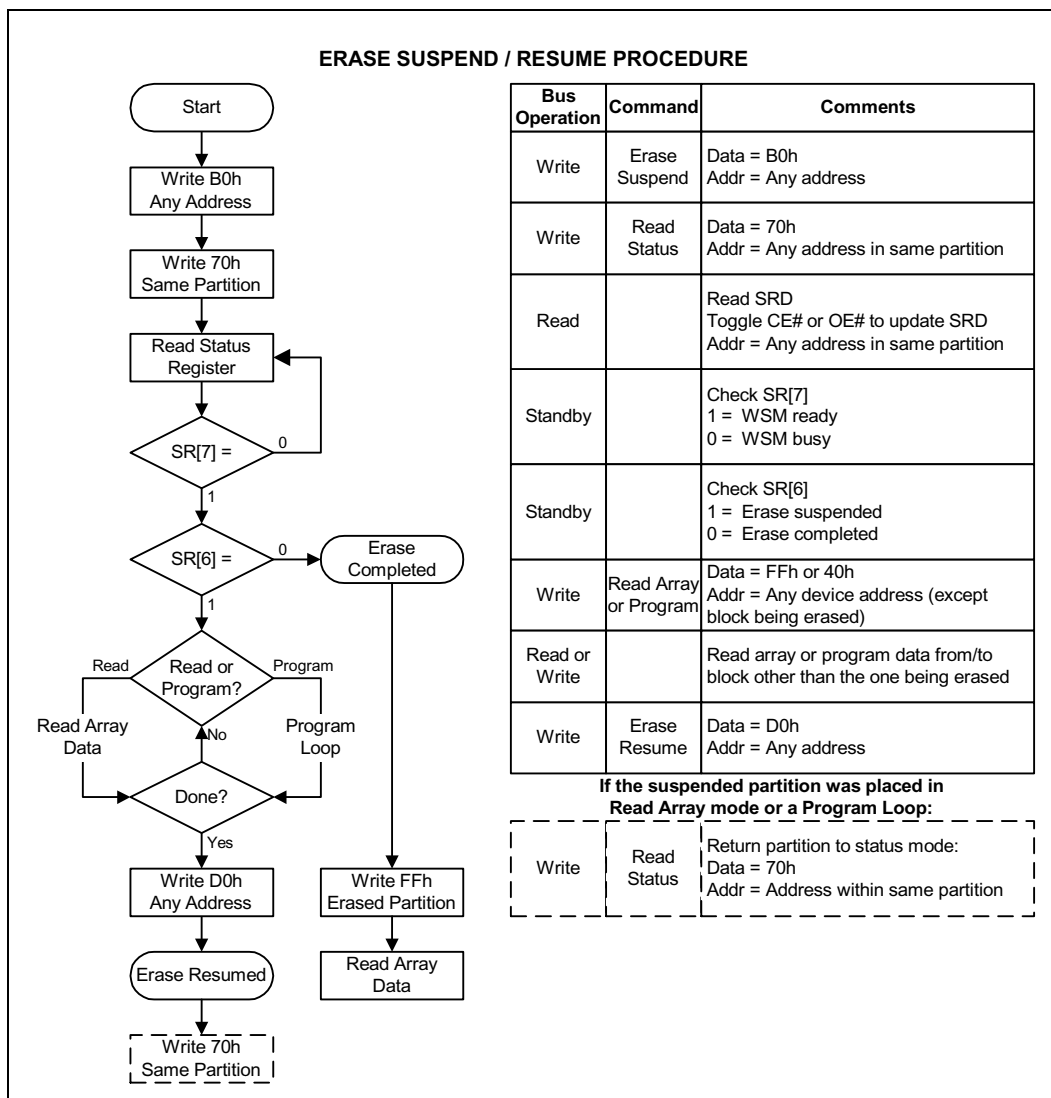 ERASE SUSPEND / RESUME PROCEDURE
Start
Write B0h
Any Address
Write 70h
Same Partition
Read Status
Register
SR[7] =
0
1
SR[6] =
0
Erase
Completed
1
Read
Read or
Program?
Program
Read Array
Data
No
Program
Loop
Done?
Yes
Write D0h
Any Address
Write FFh
Erased Partition
Erase Resumed
Read Array
Data
Write 70h
Same Partition
Bus
Operation
Command
Comments
Write
Erase
Suspend
Data = B0h
Addr = Any address
Write
Read
Status
Data = 70h
Addr = Any address in same partition
Read
Read SRD
Toggle CE# or OE# to update SRD
Addr = Any address in same partition
Standby
Check SR[7]
1 = WSM ready
0 = WSM busy
Standby
Check SR[6]
1 = Erase suspended
0 = Erase completed
Write
Read Array
or Program
Data = FFh or 40h
Addr = Any device address (except
block being erased)
Read or
Write
Read array or program data from/to
block other than the one being erased
Write
Erase
Resume
Data = D0h
Addr = Any address
If the suspended partition was placed in
Read Array mode or a Program Loop:
Write
Read
Status
Return partition to status mode:
Data = 70h
Addr = Address within same partition